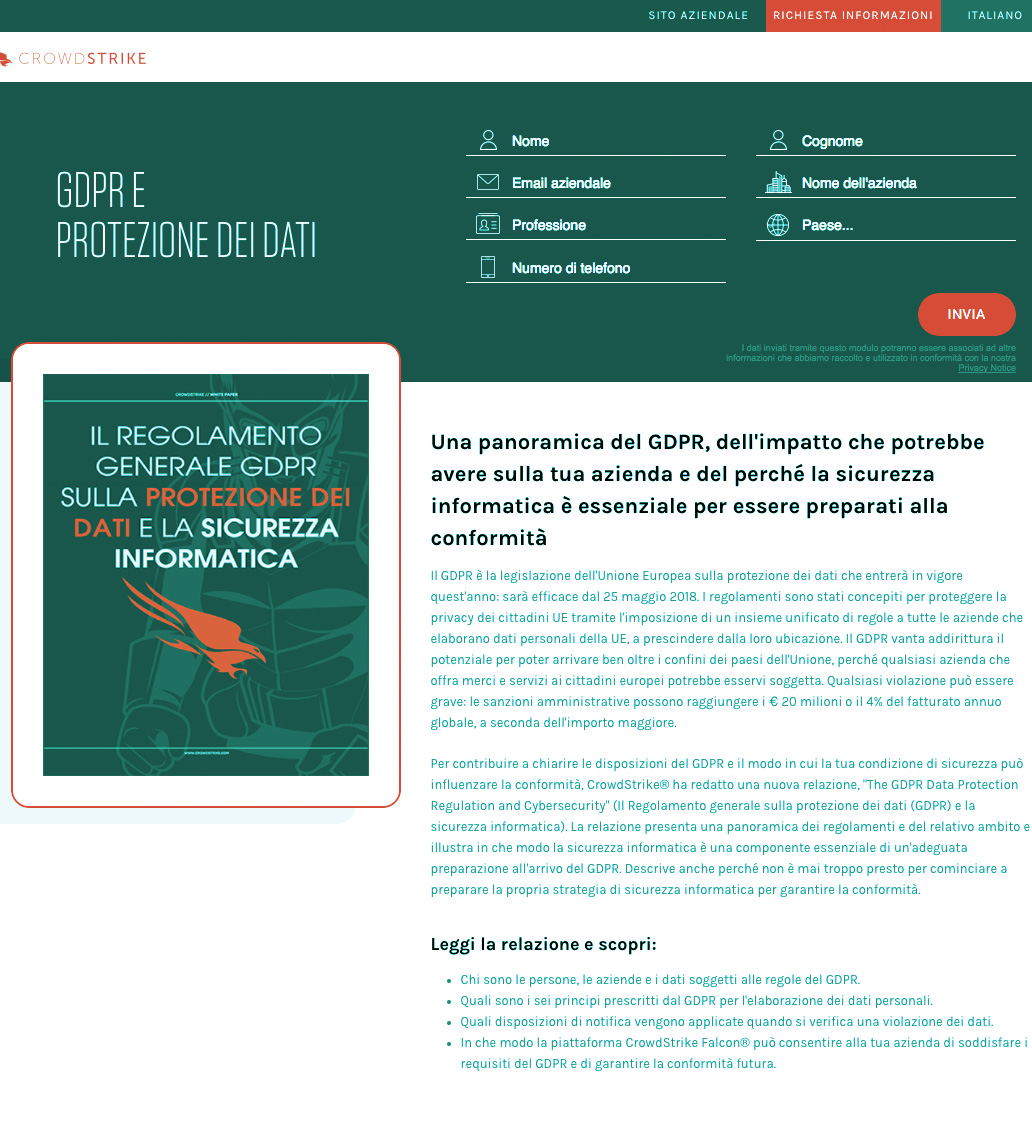 SITO AZIENDALE
RICHIESTA INFORMAZIONI
ITALIANO
CROWDSTRIKE
GDPR E
PROTEZIONE DEI DATI
Nome
Cognome
Email aziendale
Nome dell'azienda
Professione
Paese...
Numero di telefono
INVIA
I dati inviati tramite questo modulo potranno essere associati ad altre
informazioni che abbiamo raccolto e utilizzato in conformità con la nostra
Privacy Notice
CROWDSTRIKE // WHITE PAPER
IL REGOLAMENTO
GENERALE GDPR
SULLA PROTEZIONE DEI
DATI E LA SICUREZZA
INFORMATICA
WWW.CROWDSTRIKE.COM
Una panoramica del GDPR, dell'impatto che potrebbe
avere sulla tua azienda e del perché la sicurezza
informatica è essenziale per essere preparati alla
conformità
Il GDPR è la legislazione dell'Unione Europea sulla protezione dei dati che entrerà in vigore
quest'anno: sarà efficace dal 25 maggio 2018. I regolamenti sono stati concepiti per proteggere la
privacy dei cittadini UE tramite l'imposizione di un insieme unificato di regole a tutte le aziende che
elaborano dati personali della UE, a prescindere dalla loro ubicazione. Il GDPR vanta addirittura il
potenziale per poter arrivare ben oltre i confini dei paesi dell'Unione, perché qualsiasi azienda che
offra merci e servizi ai cittadini europei potrebbe esservi soggetta. Qualsiasi violazione può essere
grave: le sanzioni amministrative possono raggiungere i € 20 milioni o il 4% del fatturato annuo
globale, a seconda dell'importo maggiore.
Per contribuire a chiarire le disposizioni del GDPR e il modo in cui la tua condizione di sicurezza può
influenzare la conformità, CrowdStrike® ha redatto una nuova relazione, "The GDPR Data Protection
Regulation and Cybersecurity" (Il Regolamento generale sulla protezione dei dati (GDPR) e la
sicurezza informatica). La relazione presenta una panoramica dei regolamenti e del relativo ambito e
illustra in che modo la sicurezza informatica è una componente essenziale di un'adeguata
preparazione all'arrivo del GDPR. Descrive anche perché non è mai troppo presto per cominciare a
preparare la propria strategia di sicurezza informatica per garantire la conformità.
Leggi la relazione e scopri:
• Chi sono le persone, le aziende e i dati soggetti alle regole del GDPR.
• Quali sono i sei principi prescritti dal GDPR per l'elaborazione dei dati personali.
• Quali disposizioni di notifica vengono applicate quando si verifica una violazione dei dati.
• In che modo la piattaforma CrowdStrike Falcon® può consentire alla tua azienda di soddisfare i
requisiti del GDPR e di garantire la conformità futura.